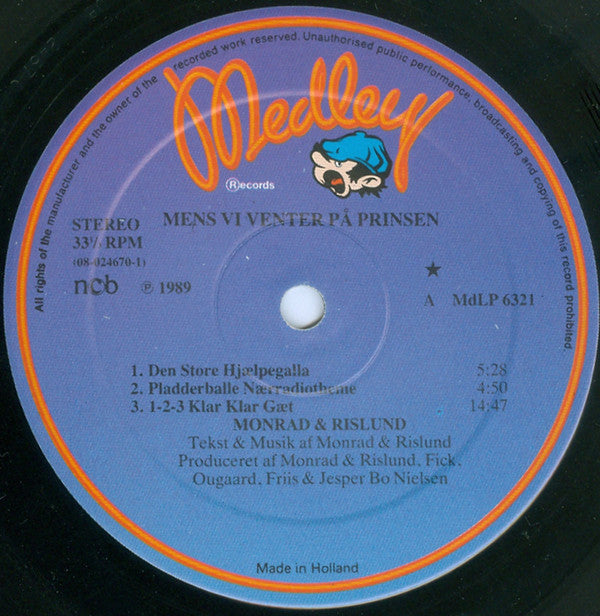 All rights of the manufacturer and the owner of the recorded work reserved. Unauthorised public performance, broadcasting and copying of this record prohibited.
Medley
Records
MENS VI VENTER PÅ PRINSEN
STEREO
33⅓ RPM
(08-024670-1)
ncb ℗ 1989
★
A MdLP 6321
1. Den Store Hjælpegalla 5:28
2. Pladderballe Nærradiotheme 4:50
3. 1-2-3 Klar Klar Gæt 14:47
MONRAD & RISLUND
Tekst & Musik af Monrad & Rislund
Produceret af Monrad & Rislund, Fick,
Ougaard, Friis & Jesper Bo Nielsen
Made in Holland